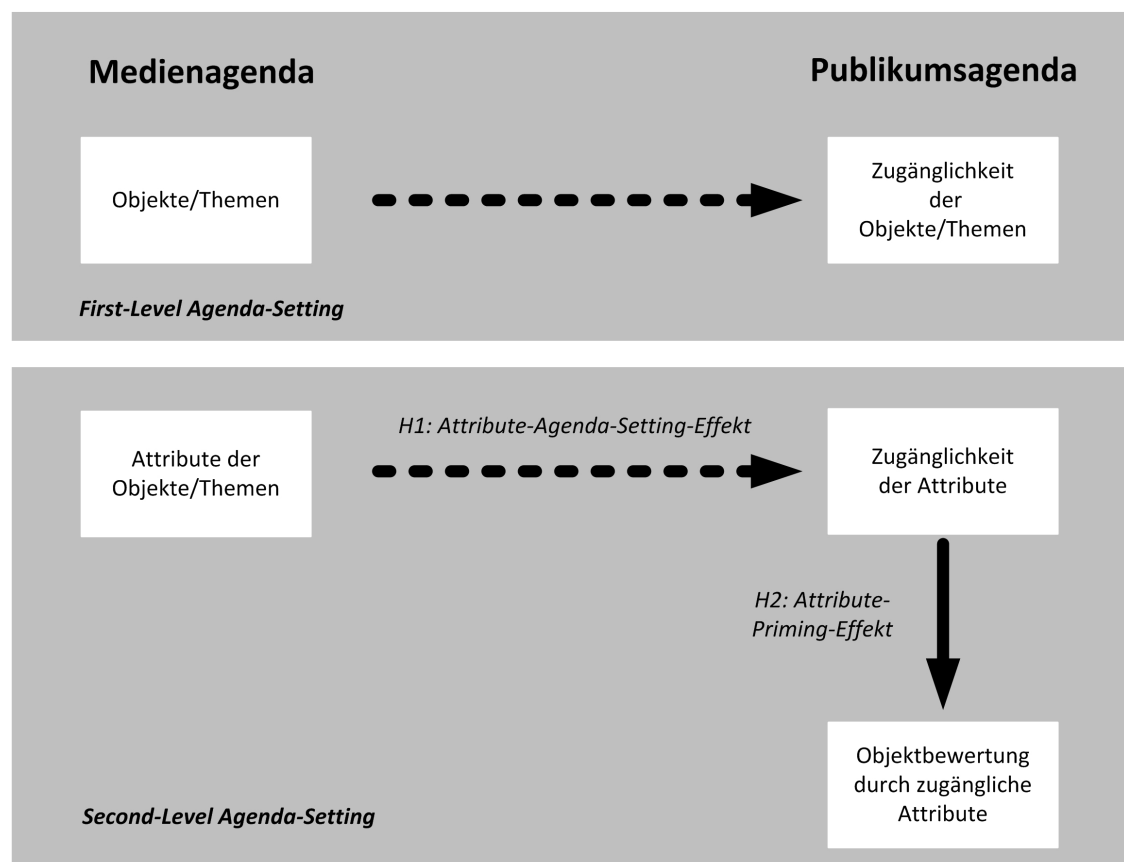 Medienagenda
Publikumsagenda
Objekte/Themen
Zugänglichkeit
der
Objekte/Themen
First-Level Agenda-Setting
Attribute der
Objekte/Themen
H1: Attribute-Agenda-Setting-Effekt
Zugänglichkeit
der Attribute
H2: Attribute-
Priming-Effekt
Objektbewertung
durch zugängliche
Attribute
Second-Level Agenda-Setting